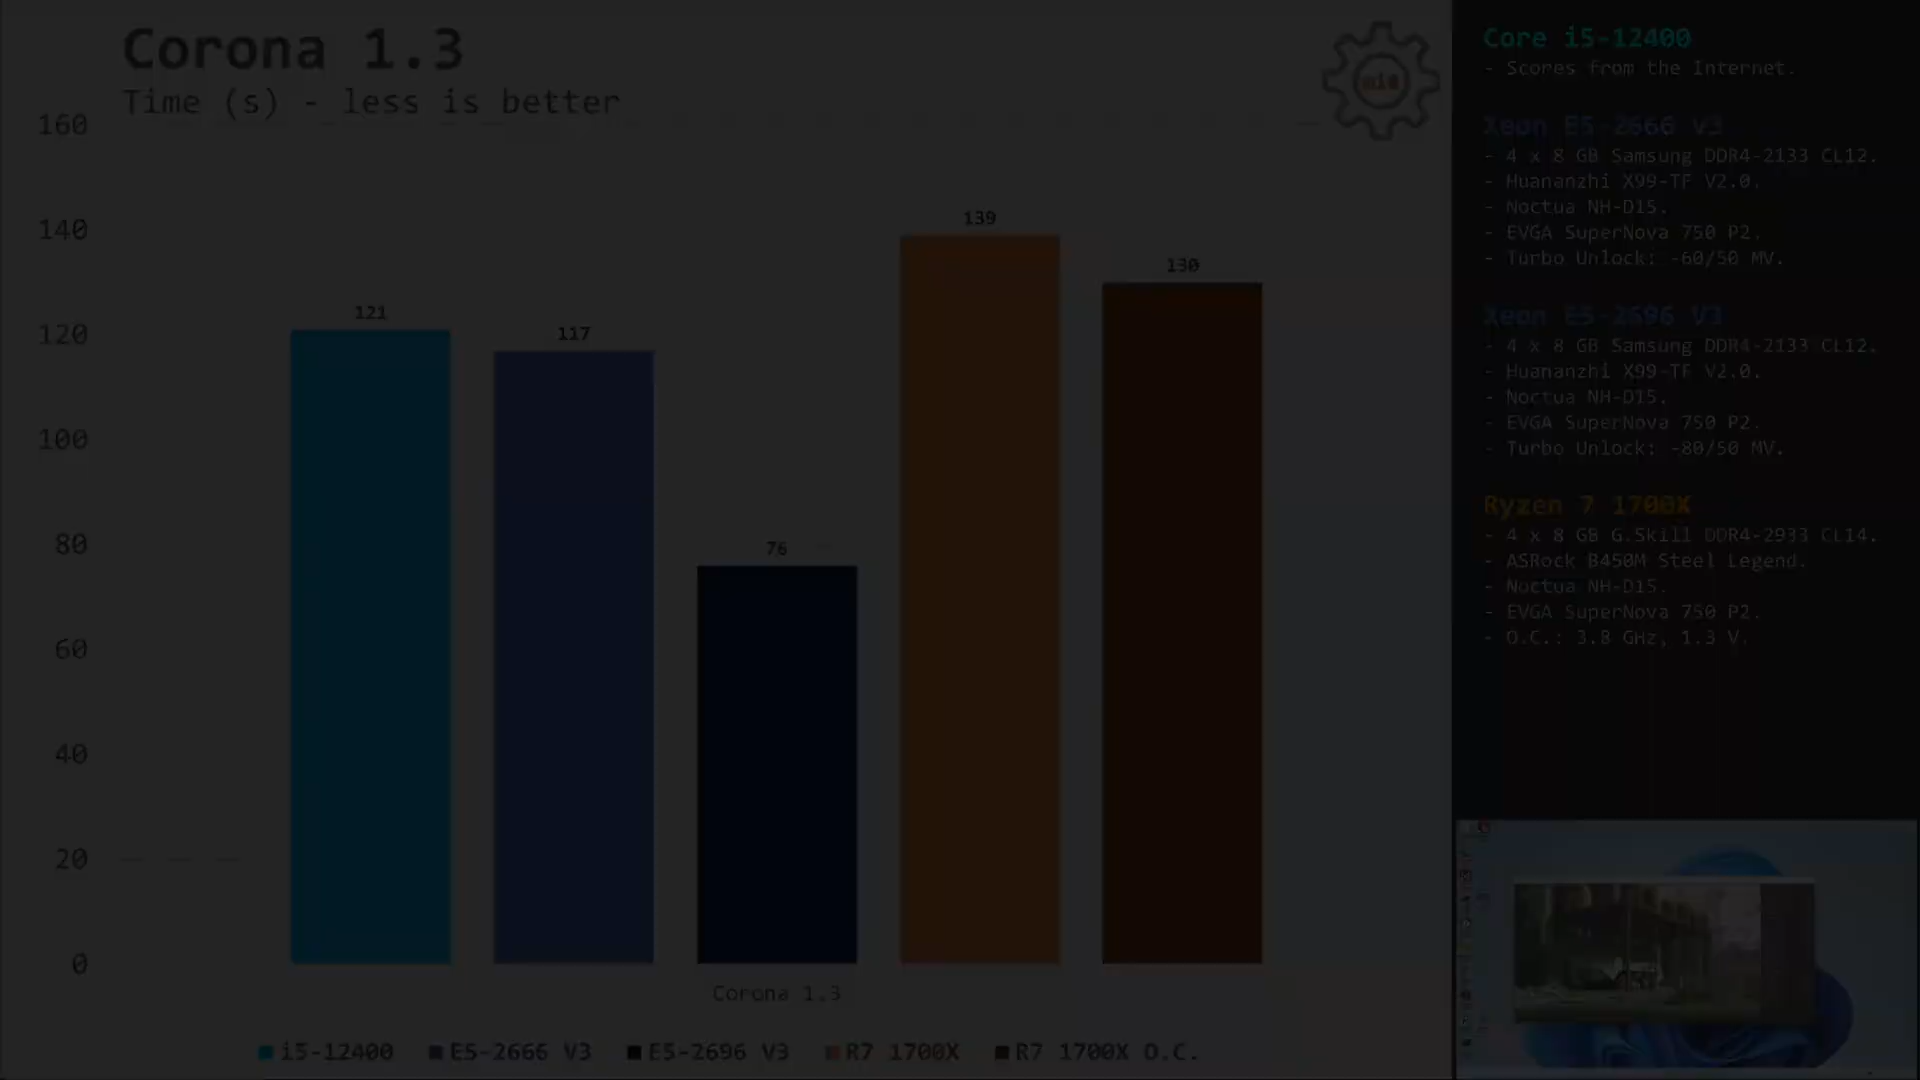 Corona 1.3
Time (s) - less is better
160
140
120
100
80
60
40
20
0
121
117
76
139
130
Corona 1.3
i5-12400
E5-2666 V3
E5-2696 V3
R7 1700X
R7 1700X O.C.
Core i5-12400
- Scores from the Internet.
Xeon E5-2666 V3
- 4 x 8 GB Samsung DDR4-2133 CL12.
- Huananzhi X99-TF V2.0.
- Noctua NH-D15.
- EVGA SuperNova 750 P2.
- Turbo Unlock: -60/50 MV.
Xeon E5-2696 V3
- 4 x 8 GB Samsung DDR4-2133 CL12.
- Huananzhi X99-TF V2.0.
- Noctua NH-D15.
- EVGA SuperNova 750 P2.
- Turbo Unlock: -80/50 MV.
Ryzen 7 1700X
- 4 x 8 GB G.Skill DDR4-2933 CL14.
- ASRock B450M Steel Legend.
- Noctua NH-D15.
- EVGA SuperNova 750 P2.
- O.C.: 3.8 GHz, 1.3 V.